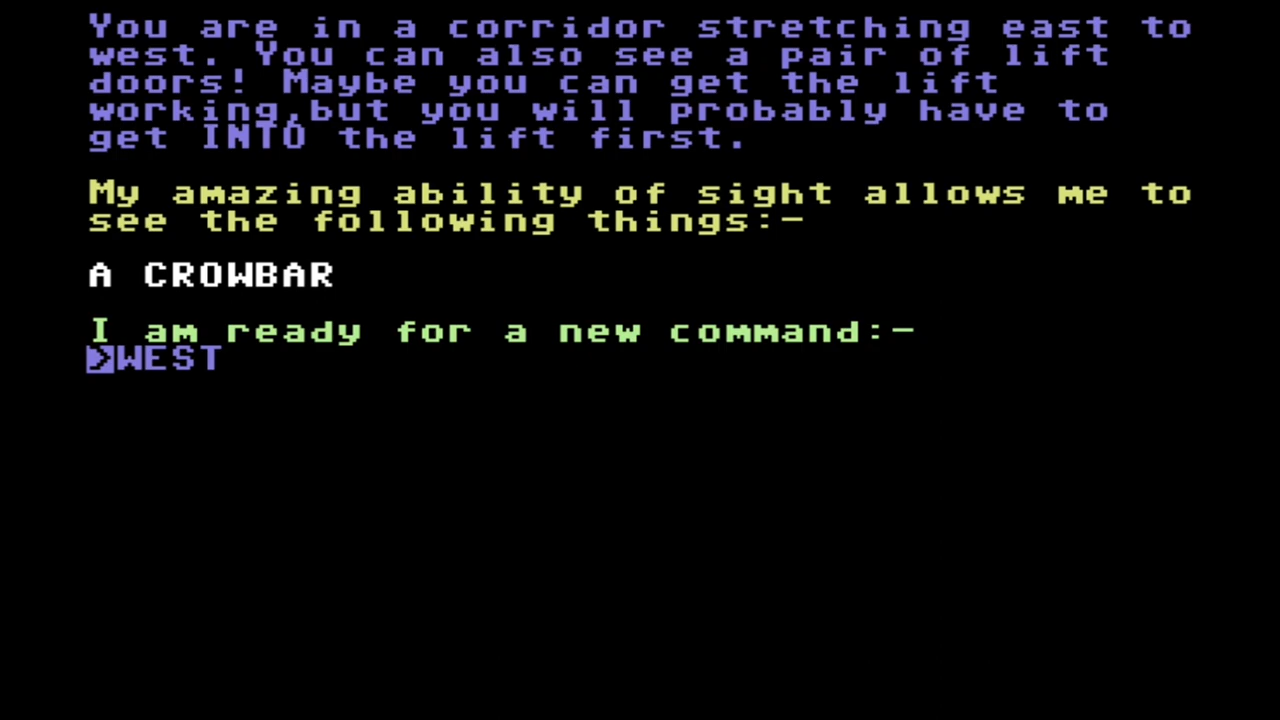 You are in a corridor stretching east to
west. You can also see a pair of lift
doors! Maybe you can get the lift
working,but you will probably have to
get INTO the lift first.
My amazing ability of sight allows me to
see the following things:-
A CROWBAR
I am ready for a new command:-
>WEST